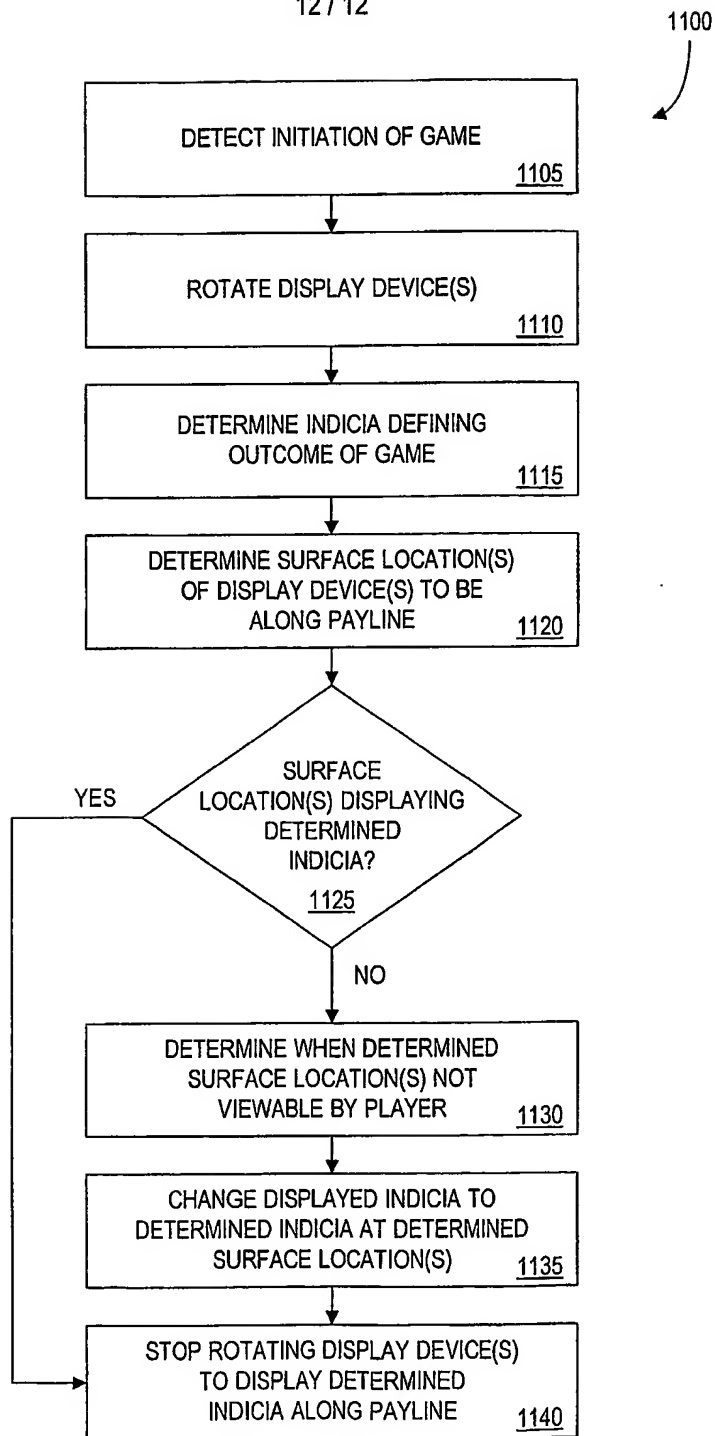 12 / 12
1100
DETECT INITIATION OF GAME
1105
ROTATE DISPLAY DEVICE(S)
1110
DETERMINE INDICIA DEFINING
OUTCOME OF GAME
1115
DETERMINE SURFACE LOCATION(S)
OF DISPLAY DEVICE(S) TO BE
ALONG PAYLINE
1120
SURFACE
LOCATION(S) DISPLAYING
DETERMINED
INDICIA?
1125
YES
NO
DETERMINE WHEN DETERMINED
SURFACE LOCATION(S) NOT
VIEWABLE BY PLAYER
1130
CHANGE DISPLAYED INDICIA TO
DETERMINED INDICIA AT DETERMINED
SURFACE LOCATION(S)
1135
STOP ROTATING DISPLAY DEVICE(S)
TO DISPLAY DETERMINED
INDICIA ALONG PAYLINE
1140